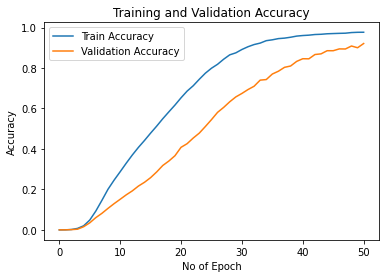 Training and Validation Accuracy
Train Accuracy
Validation Accuracy
Accuracy
1.0
0.8
0.6
0.4
0.2
0.0
0 10 20 30 40 50
No of Epoch